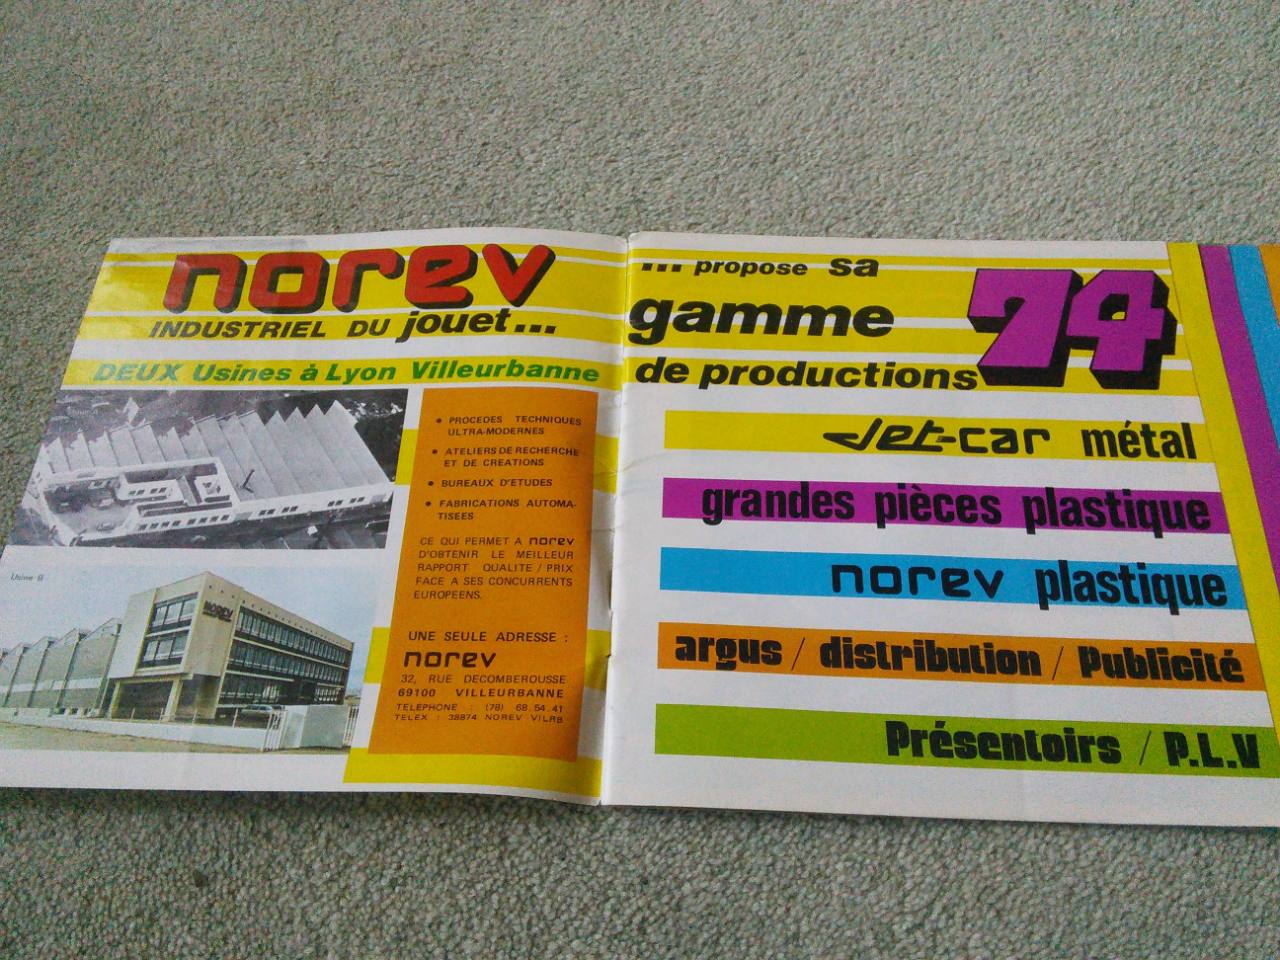 norev
INDUSTRIEL DU jouet...
DEUX Usines à Lyon Villeurbanne
• PROCEDES TECHNIQUES
ULTRA-MODERNES
• ATELIERS DE RECHERCHE
ET DE CREATIONS
• BUREAUX D'ETUDES
• FABRICATIONS AUTOMA-
TISEES
CE QUI PERMET A norev
D'OBTENIR LE MEILLEUR
RAPPORT QUALITE / PRIX
FACE A SES CONCURRENTS
EUROPEENS.
Usine B
NOREV
UNE SEULE ADRESSE :
norev
32, RUE DECOMBEROUSSE
69100 VILLEURBANNE
TELEPHONE : (78) 68.54.41
TELEX : 38874 NOREV VILRB
... propose sa
gamme 74
de productions
Jet-car métal
grandes pièces plastique
norev plastique
argus / distribution / Publicité
Présentoirs / P.L.V